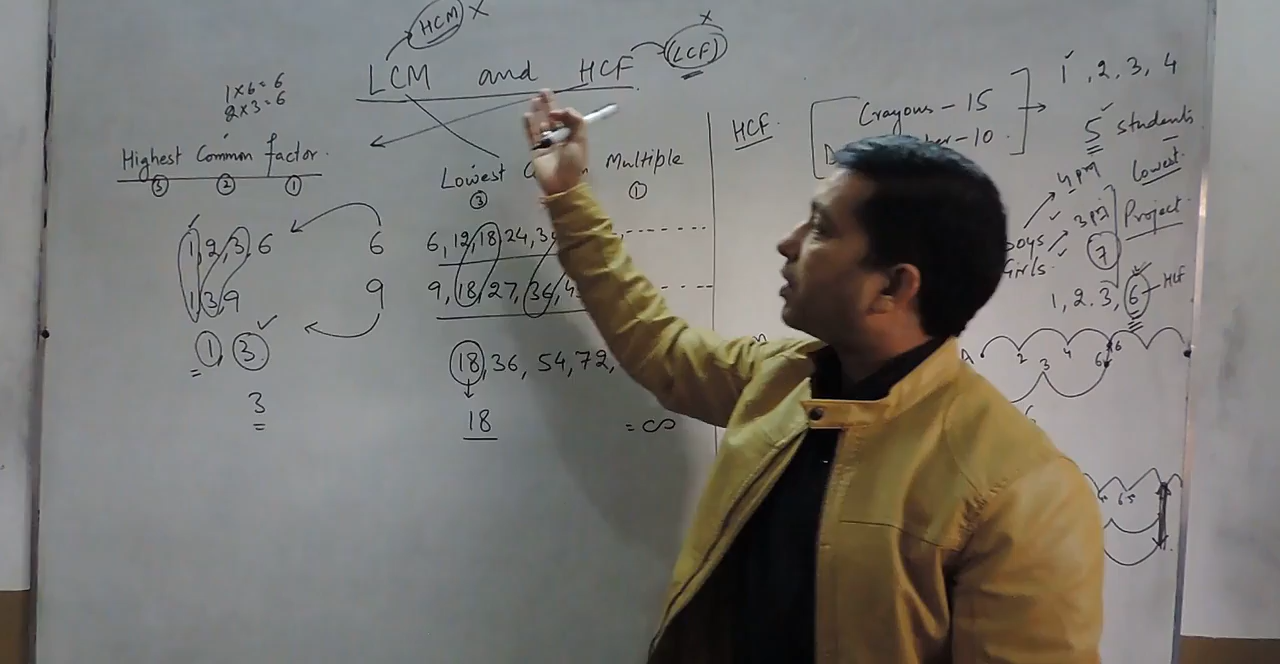 HCM X
X
LCM and HCF (LCF)
1×6=6
2×3=6
Highest Common factor.
③ ② ①
1, 2, 3, 6
1, 3, 9
1, 3
3
6
9
Lowest Multiple
③ ①
6, 12, 18, 24, 3
9, 18, 27, 36, 4
18, 36, 54, 72,
18
= ∞
HCF.
Crayons - 15
- 10
1, 2, 3, 4
5 students
Lowest.
4 pm
3 pm
Project.
boys
Girls.
7
1, 2, 3, 6 HCF
2 3 4 6 6
6